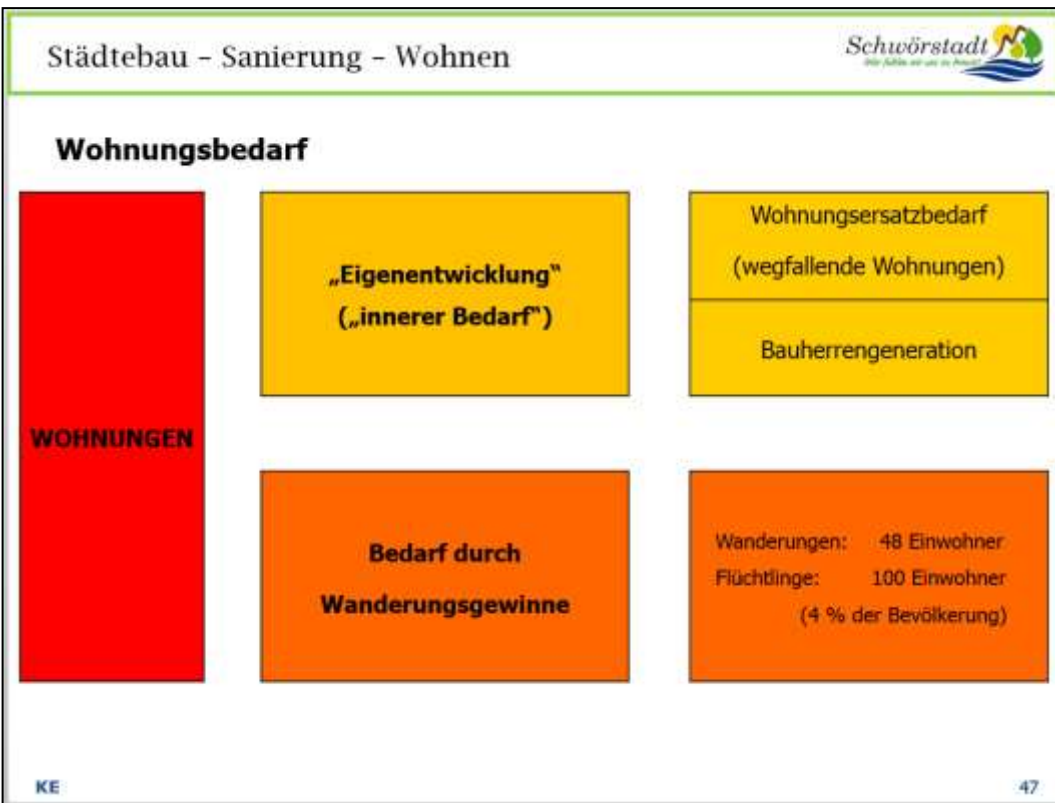 Städtebau – Sanierung – Wohnen
Schwörstadt
Wohnungsbedarf
WOHNUNGEN
„Eigenentwicklung“
(„innerer Bedarf“)
Wohnungsersatzbedarf
(wegfallende Wohnungen)
Bauherrengeneration
Bedarf durch
Wanderungsgewinne
Wanderungen: 48 Einwohner
Flüchtlinge: 100 Einwohner
(4 % der Bevölkerung)
KE
47